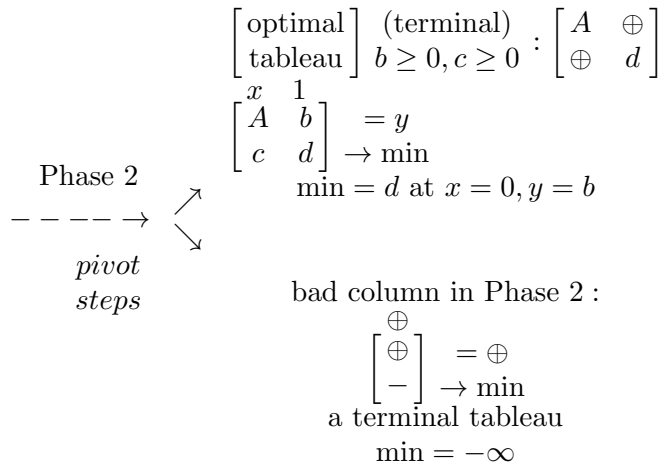 [optimal tableau] (terminal) b ≥ 0, c ≥ 0 : [A ⊕ ; ⊕ d]
x 1
[A b ; c d] = y → min
min = d at x = 0, y = b
Phase 2
− − − − →
↗
↘
pivot
steps
bad column in Phase 2 :
⊕
[⊕ ; −] = ⊕ → min
a terminal tableau
min = −∞